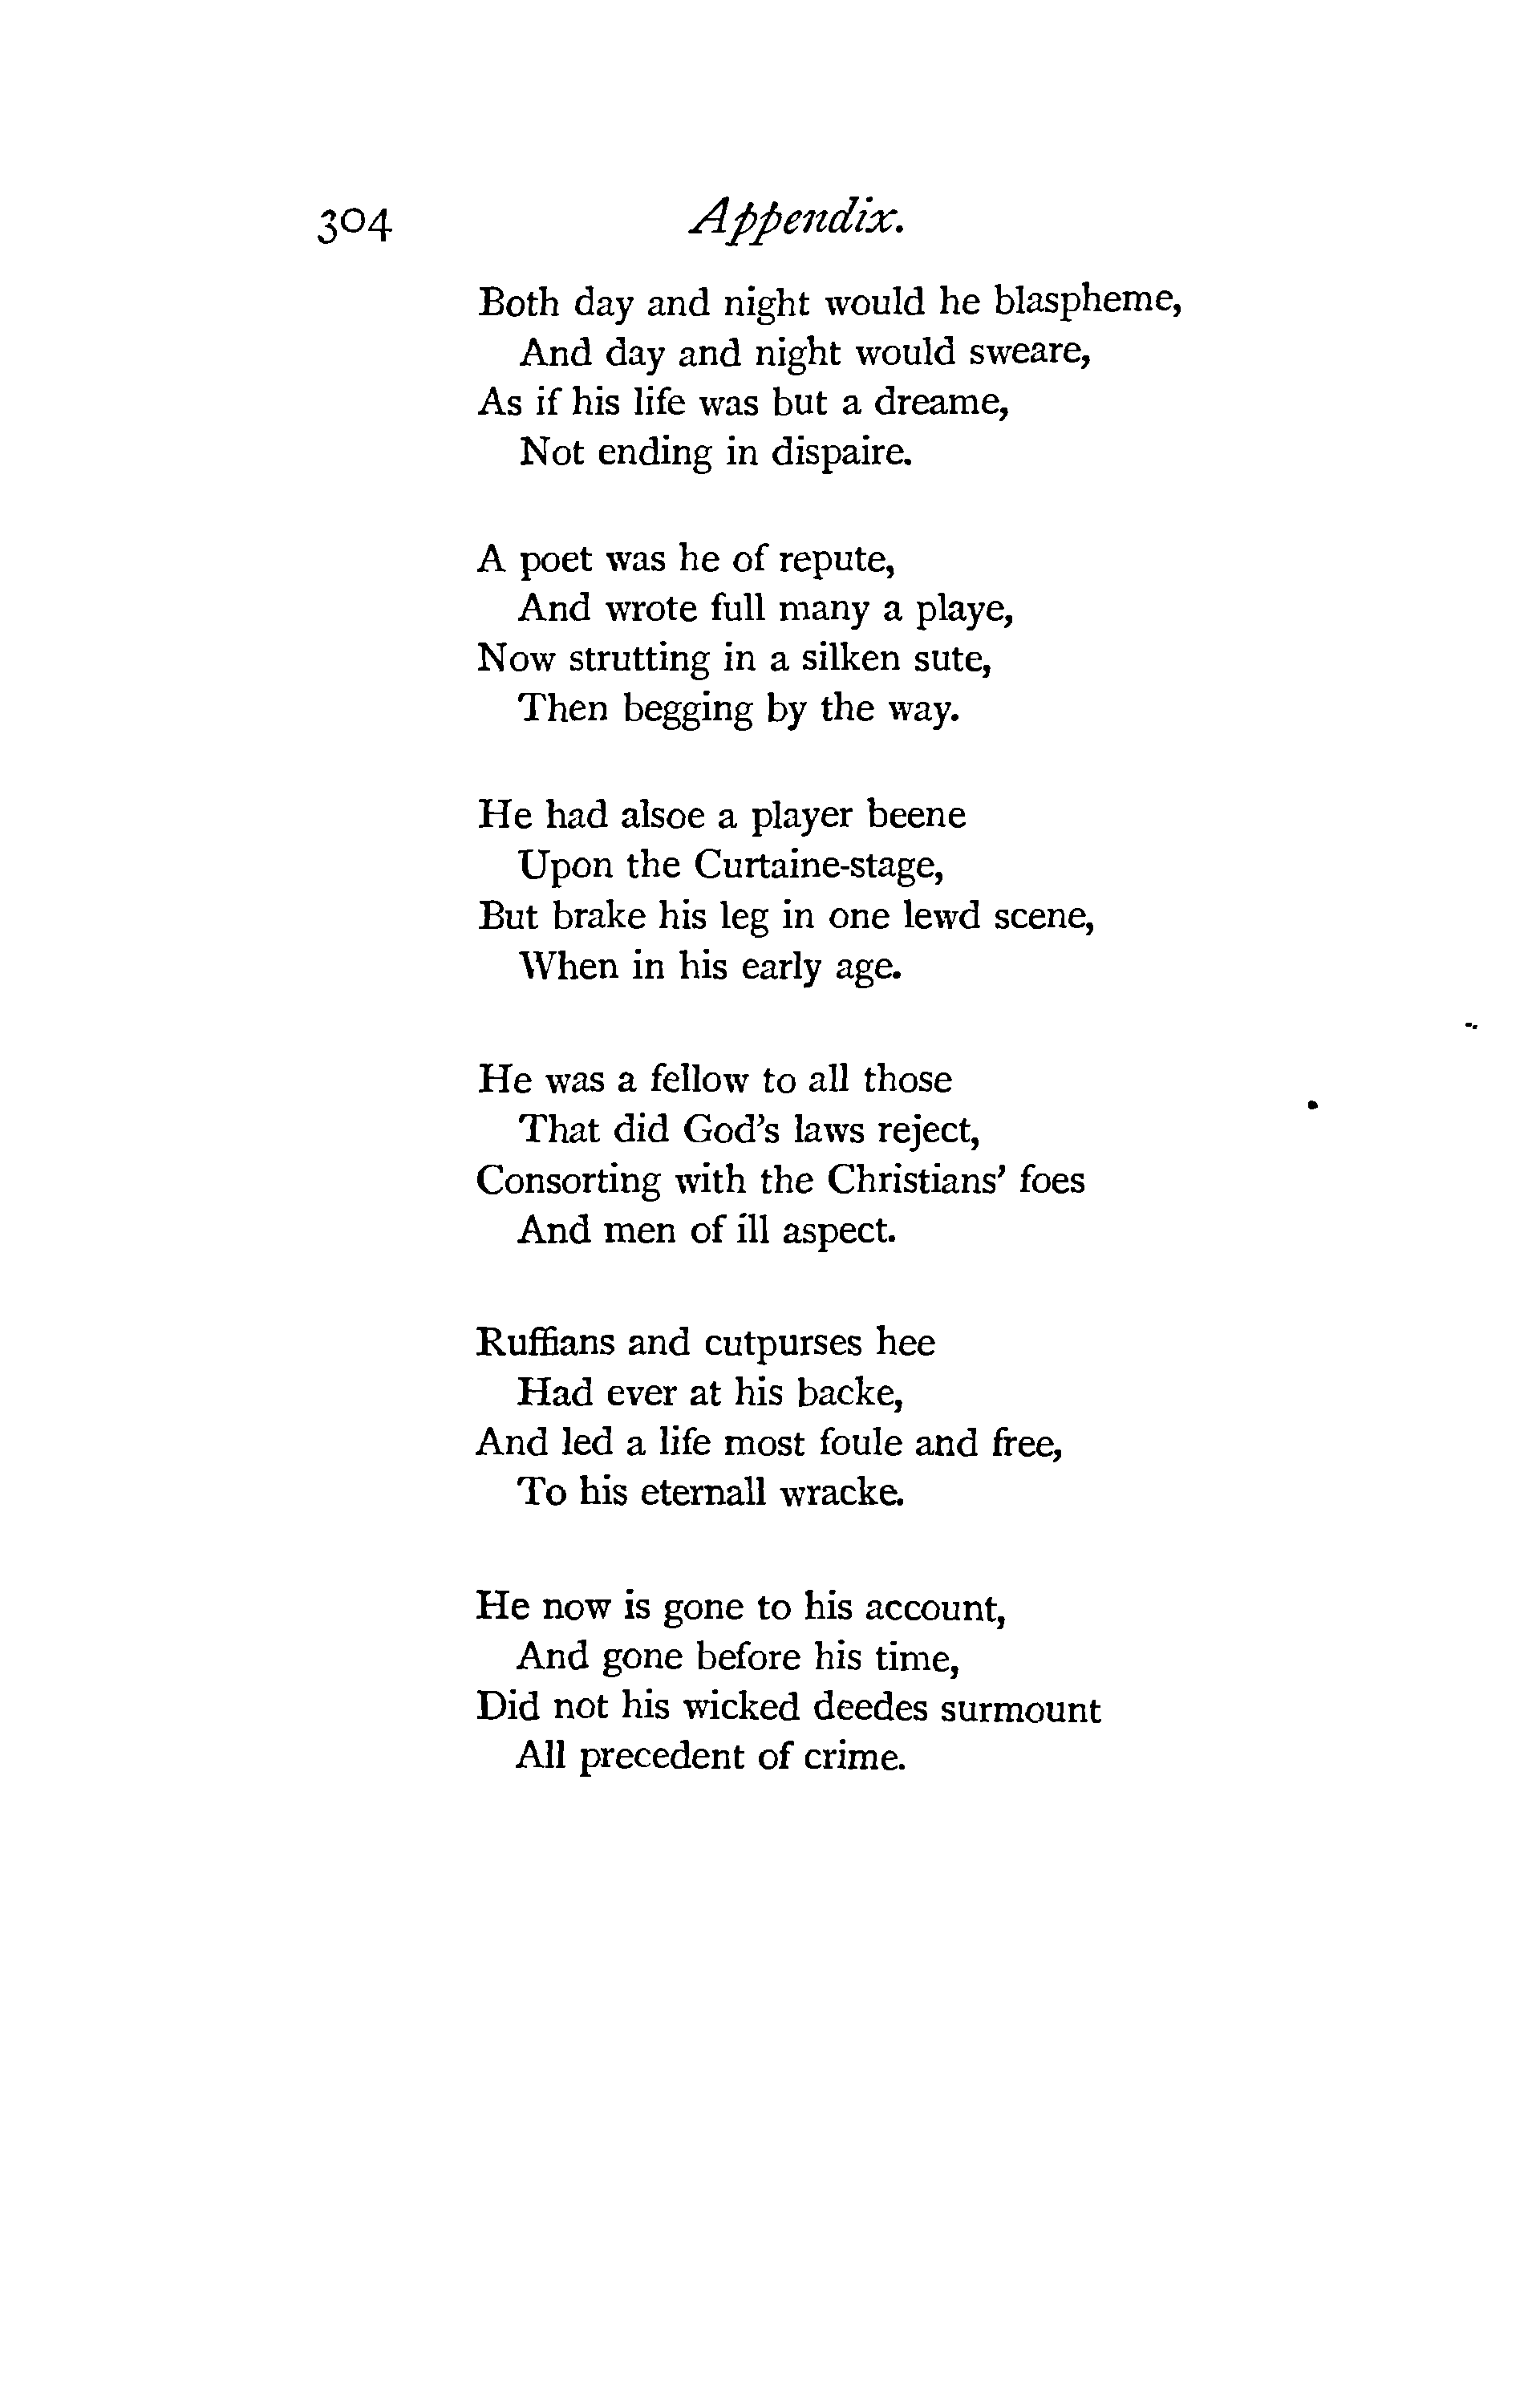 304 Appendix.
Both day and night would he blaspheme,
And day and night would sweare,
As if his life was but a dreame,
Not ending in dispaire.
A poet was he of repute,
And wrote full many a playe,
Now strutting in a silken sute,
Then begging by the way.
He had alsoe a player beene
Upon the Curtaine-stage,
But brake his leg in one lewd scene,
When in his early age.
He was a fellow to all those
That did God's laws reject,
Consorting with the Christians' foes
And men of ill aspect.
Ruffians and cutpurses hee
Had ever at his backe,
And led a life most foule and free,
To his eternall wracke.
He now is gone to his account,
And gone before his time,
Did not his wicked deedes surmount
All precedent of crime.